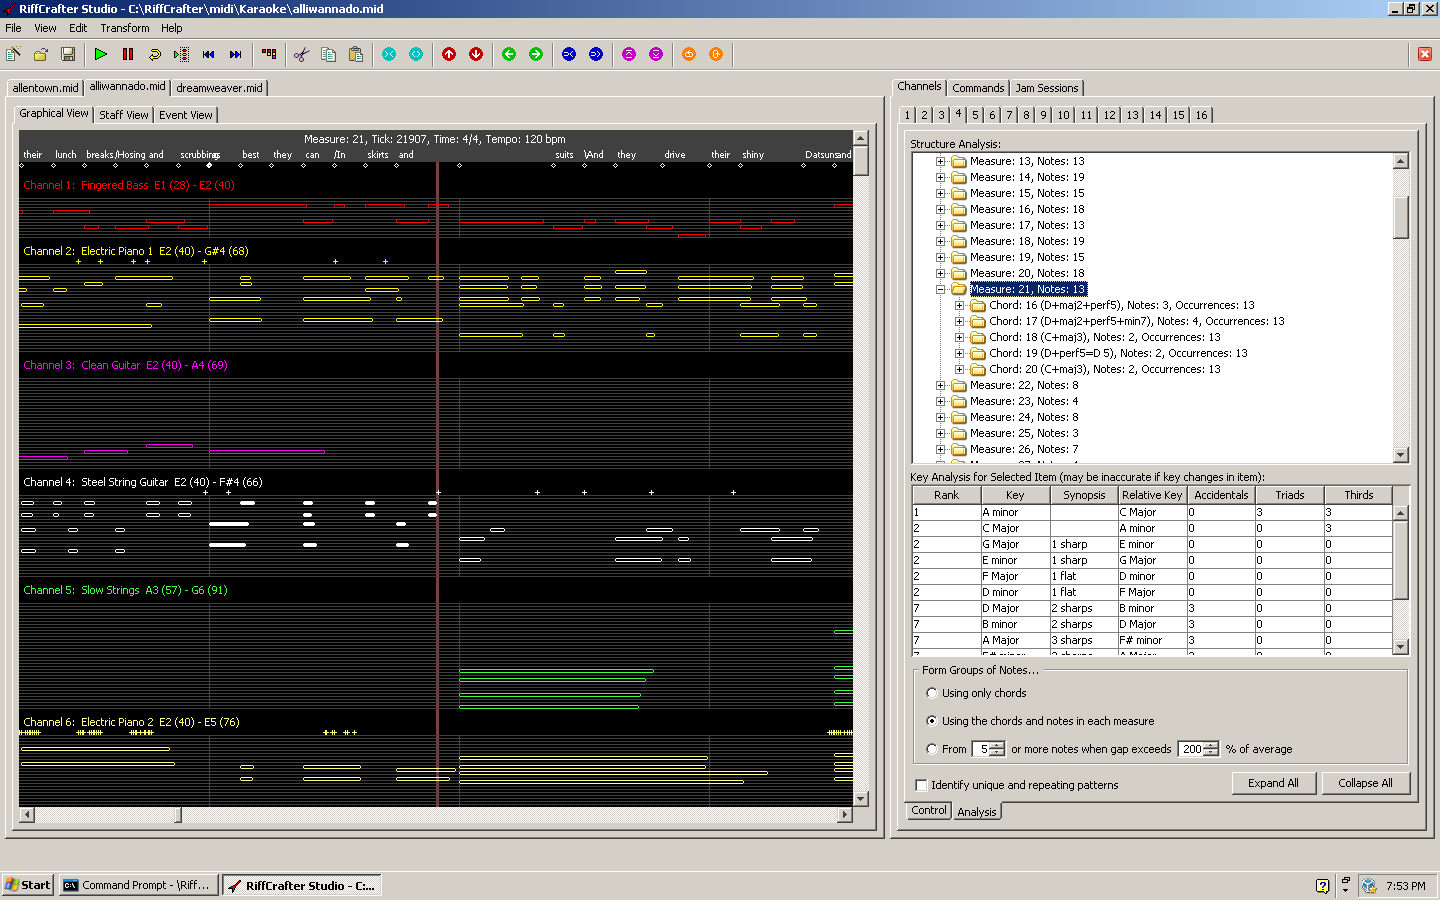 RiffCrafter Studio - C:\RiffCrafter\midi\Karaoke\alliwannado.mid
File View Edit Transform Help
allentown.mid alliwannado.mid dreamweaver.mid
Graphical View Staff View Event View
Measure: 21, Tick: 21907, Time: 4/4, Tempo: 120 bpm
their lunch breaks /Hosing and scrubbing best they can /In skirts and suits \And they drive their shiny Datsuns and
Channel 1: Fingered Bass E1 (28) - E2 (40)
Channel 2: Electric Piano 1 E2 (40) - G#4 (68)
Channel 3: Clean Guitar E2 (40) - A4 (69)
Channel 4: Steel String Guitar E2 (40) - F#4 (66)
Channel 5: Slow Strings A3 (57) - G6 (91)
Channel 6: Electric Piano 2 E2 (40) - E5 (76)
Channels Commands Jam Sessions
1 2 3 4 5 6 7 8 9 10 11 12 13 14 15 16
Structure Analysis:
Measure: 13, Notes: 13
Measure: 14, Notes: 19
Measure: 15, Notes: 15
Measure: 16, Notes: 18
Measure: 17, Notes: 13
Measure: 18, Notes: 19
Measure: 19, Notes: 15
Measure: 20, Notes: 18
Measure: 21, Notes: 13
Chord: 16 (D+maj2+perf5), Notes: 3, Occurrences: 13
Chord: 17 (D+maj2+perf5+min7), Notes: 4, Occurrences: 13
Chord: 18 (C+maj3), Notes: 2, Occurrences: 13
Chord: 19 (D+perf5=D 5), Notes: 2, Occurrences: 13
Chord: 20 (C+maj3), Notes: 2, Occurrences: 13
Measure: 22, Notes: 8
Measure: 23, Notes: 4
Measure: 24, Notes: 8
Measure: 25, Notes: 3
Measure: 26, Notes: 7
Key Analysis for Selected Item (may be inaccurate if key changes in item):
Rank Key Synopsis Relative Key Accidentals Triads Thirds
1 A minor C Major 0 3 3
2 C Major A minor 0 0 3
2 G Major 1 sharp E minor 0 0 0
2 E minor 1 sharp G Major 0 0 0
2 F Major 1 flat D minor 0 0 0
2 D minor 1 flat F Major 0 0 0
7 D Major 2 sharps B minor 3 0 0
7 B minor 2 sharps D Major 3 0 0
7 A Major 3 sharps F# minor 3 0 0
Form Groups of Notes...
Using only chords
Using the chords and notes in each measure
From 5 or more notes when gap exceeds 200 % of average
Identify unique and repeating patterns
Expand All Collapse All
Control Analysis
Start Command Prompt - \Riff... RiffCrafter Studio - C:... 7:53 PM